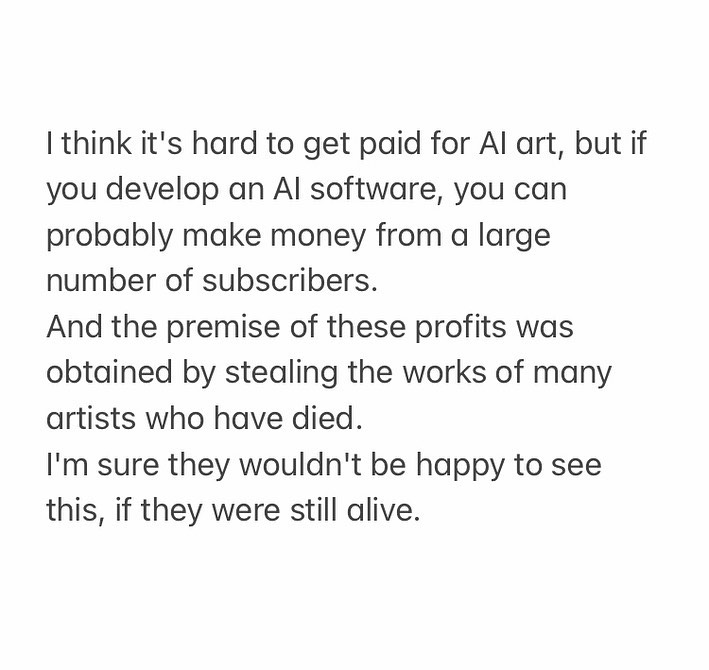 I think it's hard to get paid for AI art, but if
you develop an AI software, you can
probably make money from a large
number of subscribers.
And the premise of these profits was
obtained by stealing the works of many
artists who have died.
I'm sure they wouldn't be happy to see
this, if they were still alive.